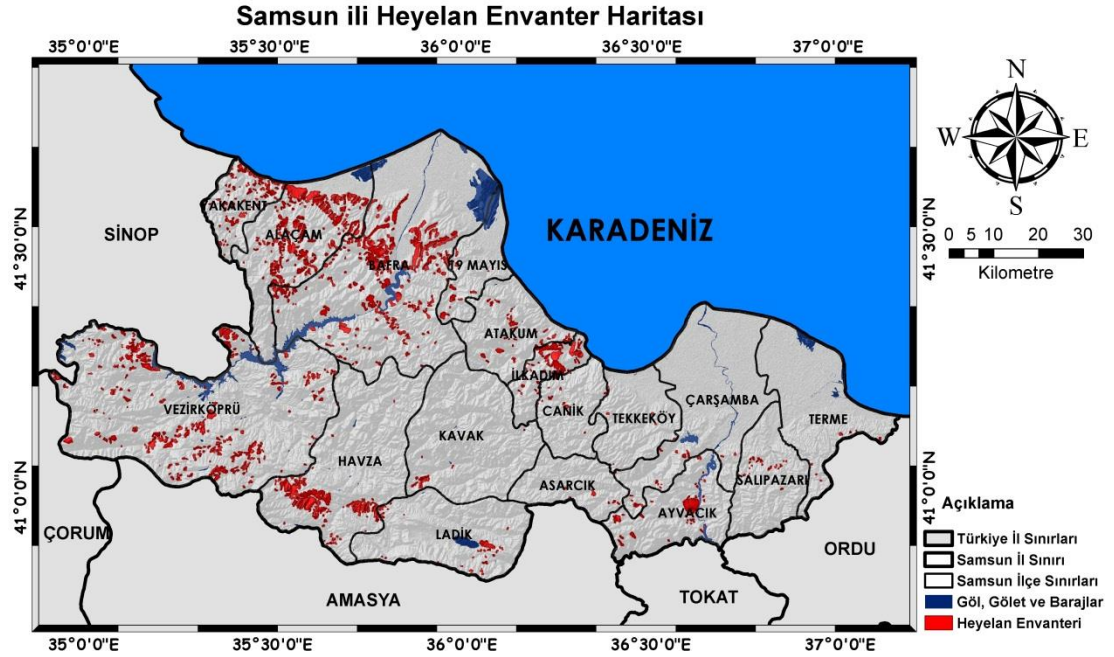 Samsun ili Heyelan Envanter Haritası
35°0'0"E 35°30'0"E 36°0'0"E 36°30'0"E 37°0'0"E
N
W E
S
0 5 10 20 30
Kilometre
41°30'0"N
41°30'0"N
SİNOP
KARADENİZ
YAKAKENT
ALAÇAM
BAFRA
19 MAYIS
ATAKUM
İLKADIM
VEZİRKÖPRÜ
CANİK
TEKKEKÖY
ÇARŞAMBA
TERME
HAVZA
KAVAK
ASARCIK
SALIPAZARI
AYVACIK
LADİK
41°0'0"N
41°0'0"N
ÇORUM
AMASYA
TOKAT
ORDU
Açıklama
Türkiye İl Sınırları
Samsun İl Sınırı
Samsun İlçe Sınırları
Göl, Gölet ve Barajlar
Heyelan Envanteri
35°0'0"E 35°30'0"E 36°0'0"E 36°30'0"E 37°0'0"E